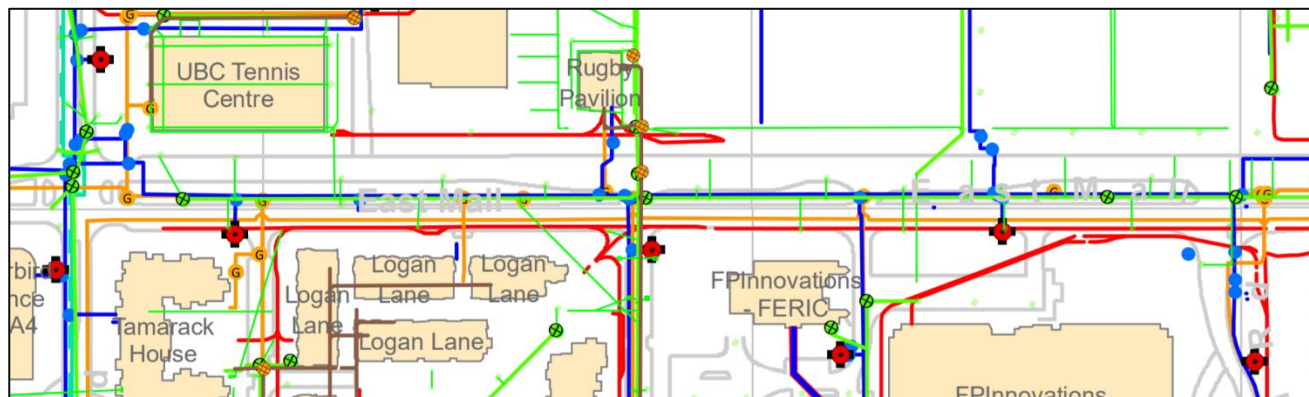 UBC Tennis
Centre
Rugby
Pavilion
East Mall
East Mall
Logan
Lane
Logan
Lane
Logan
Lane
Logan Lane
Tamarack
House
A4
FPInnovations
- FERIC
FPInnovations
G
G
G
G
G
G
G
G
G
G